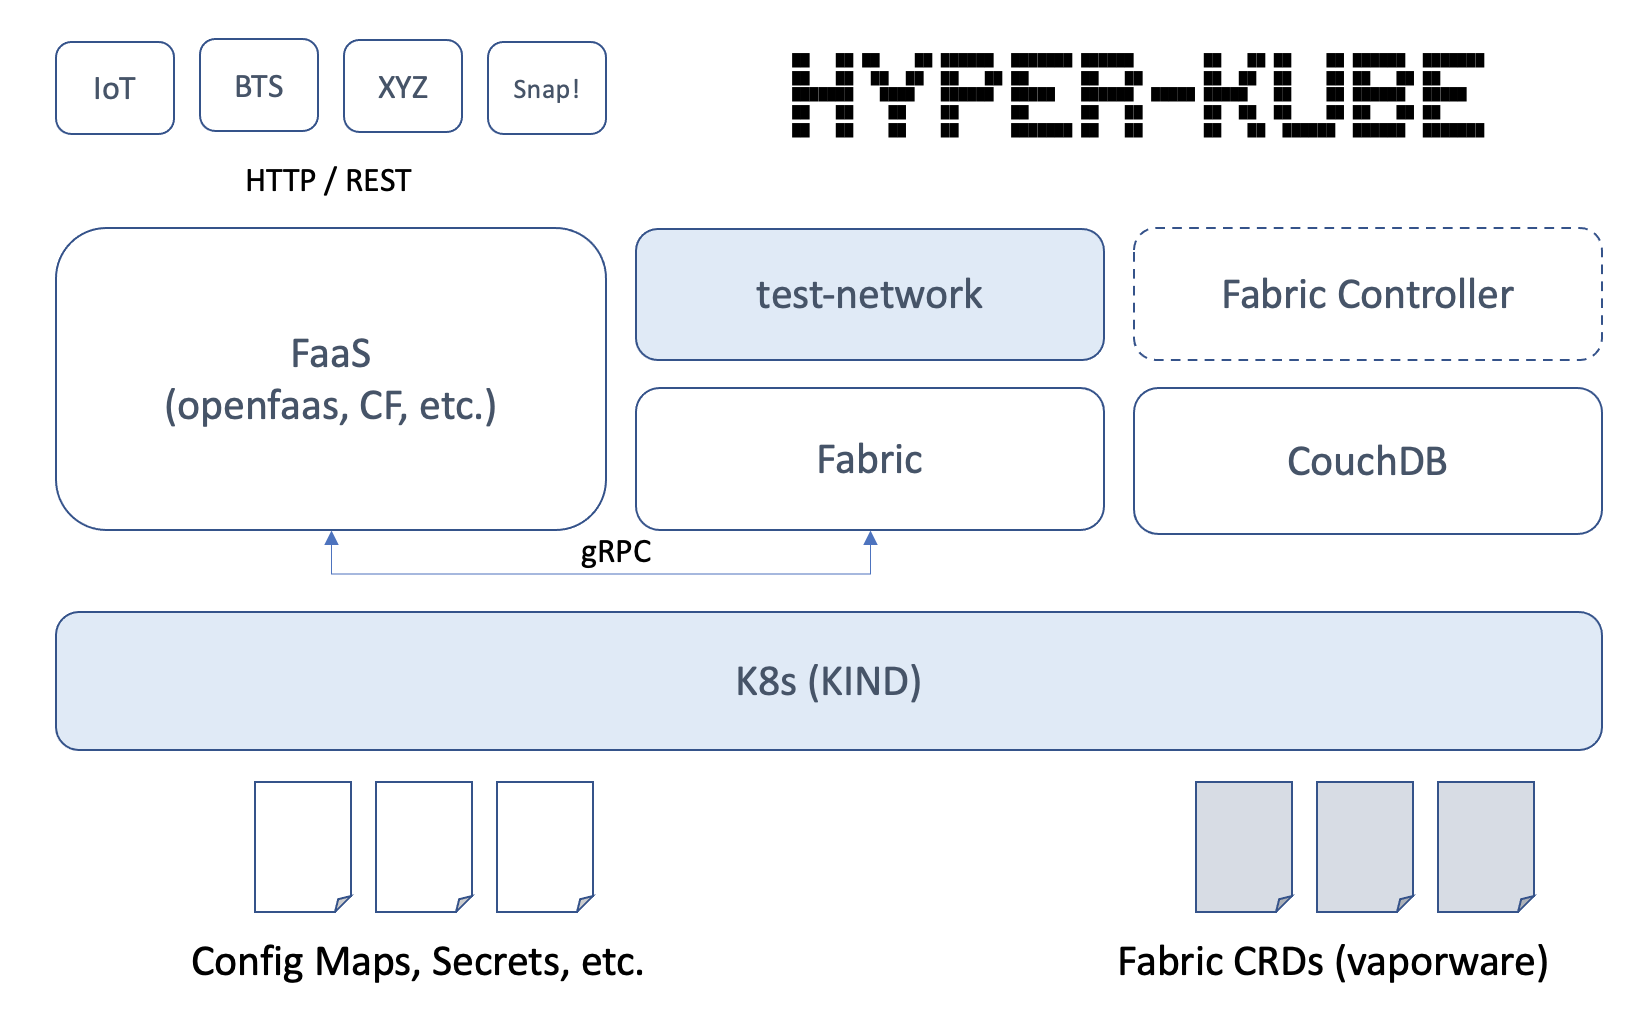 IoT
BTS
XYZ
Snap!
HYPER-KUBE
HTTP / REST
FaaS
(openfaas, CF, etc.)
test-network
Fabric Controller
Fabric
CouchDB
gRPC
K8s (KIND)
Config Maps, Secrets, etc.
Fabric CRDs (vaporware)